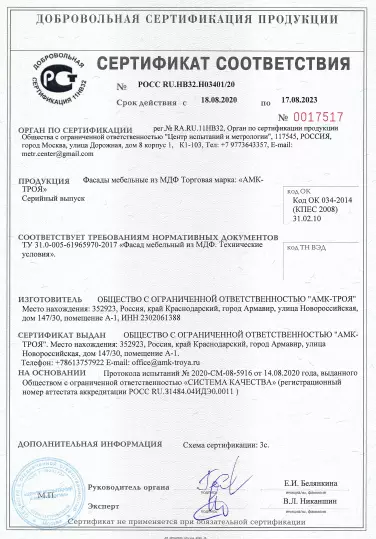 ДОБРОВОЛЬНАЯ СЕРТИФИКАЦИЯ ПРОДУКЦИИ
ДОБРОВОЛЬНАЯ
СЕРТИФИКАЦИЯ 11НВ32
СЕРТИФИКАТ СООТВЕТСТВИЯ
№ РОСС RU.НВ32.Н03401/20
Срок действия с 18.08.2020 по 17.08.2023
№ 0017517
ОРГАН ПО СЕРТИФИКАЦИИ рег.№ RA.RU.11НВ32, Орган по сертификации продукции
Общества с ограниченной ответственностью "Центр испытаний и метрологии", 117545, РОССИЯ,
город Москва, улица Дорожная, дом 8 корпус 1, К1-103, Тел: +7 9773643357, E-mail:
metr.center@gmail.com
ПРОДУКЦИЯ Фасады мебельные из МДФ Торговая марка: «АМК-
ТРОЯ»
Серийный выпуск
код ОК
Код ОК 034-2014
(КПЕС 2008)
31.02.10
СООТВЕТСТВУЕТ ТРЕБОВАНИЯМ НОРМАТИВНЫХ ДОКУМЕНТОВ
ТУ 31.0-005-61965970-2017 «Фасад мебельный из МДФ. Технические
условия».
код ТН ВЭД
ИЗГОТОВИТЕЛЬ ОБЩЕСТВО С ОГРАНИЧЕННОЙ ОТВЕТСТВЕННОСТЬЮ "АМК-ТРОЯ"
Место нахождения: 352923, Россия, край Краснодарский, город Армавир, улица Новороссийская,
дом 147/30, помещение А-1, ИНН 2302061388
СЕРТИФИКАТ ВЫДАН ОБЩЕСТВО С ОГРАНИЧЕННОЙ ОТВЕТСТВЕННОСТЬЮ "АМК-
ТРОЯ". Место нахождения: 352923, Россия, край Краснодарский, город Армавир, улица
Новороссийская, дом 147/30, помещение А-1.
Телефон: +78613757922 E-mail: office@amk-troya.ru
НА ОСНОВАНИИ Протокола испытаний № 2020-СМ-08-5916 от 14.08.2020 года, выданного
Обществом с ограниченной ответственностью «СИСТЕМА КАЧЕСТВА» (регистрационный
номер аттестата аккредитации РОСС RU.31484.04ИДЭ0.0011 )
ДОПОЛНИТЕЛЬНАЯ ИНФОРМАЦИЯ Схема сертификации: 3с.
М.П.
Руководитель органа
подпись
Е.И. Белянкина
инициалы, фамилия
Эксперт
подпись
В.Л. Никаншин
инициалы, фамилия
Сертификат не применяется при обязательной сертификации